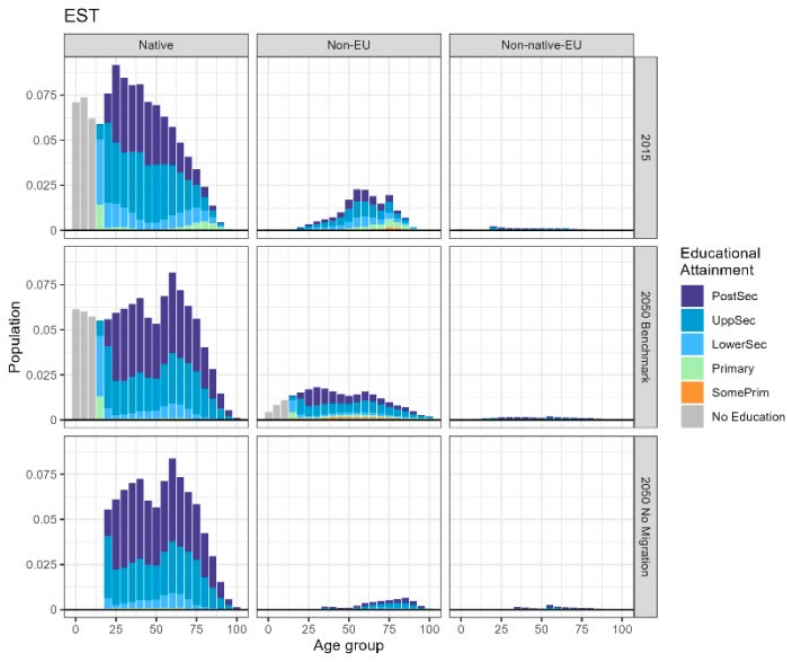 EST
Native Non-EU Non-native-EU
0.075
0.05
0.025
0
2015
0.075
0.05
0.025
0
2050 Benchmark
0.075
0.05
0.025
0
2050 No Migration
Population
0 25 50 75 100 0 25 50 75 100 0 25 50 75 100
Age group
Educational
Attainment
PostSec
UppSec
LowerSec
Primary
SomePrim
No Education